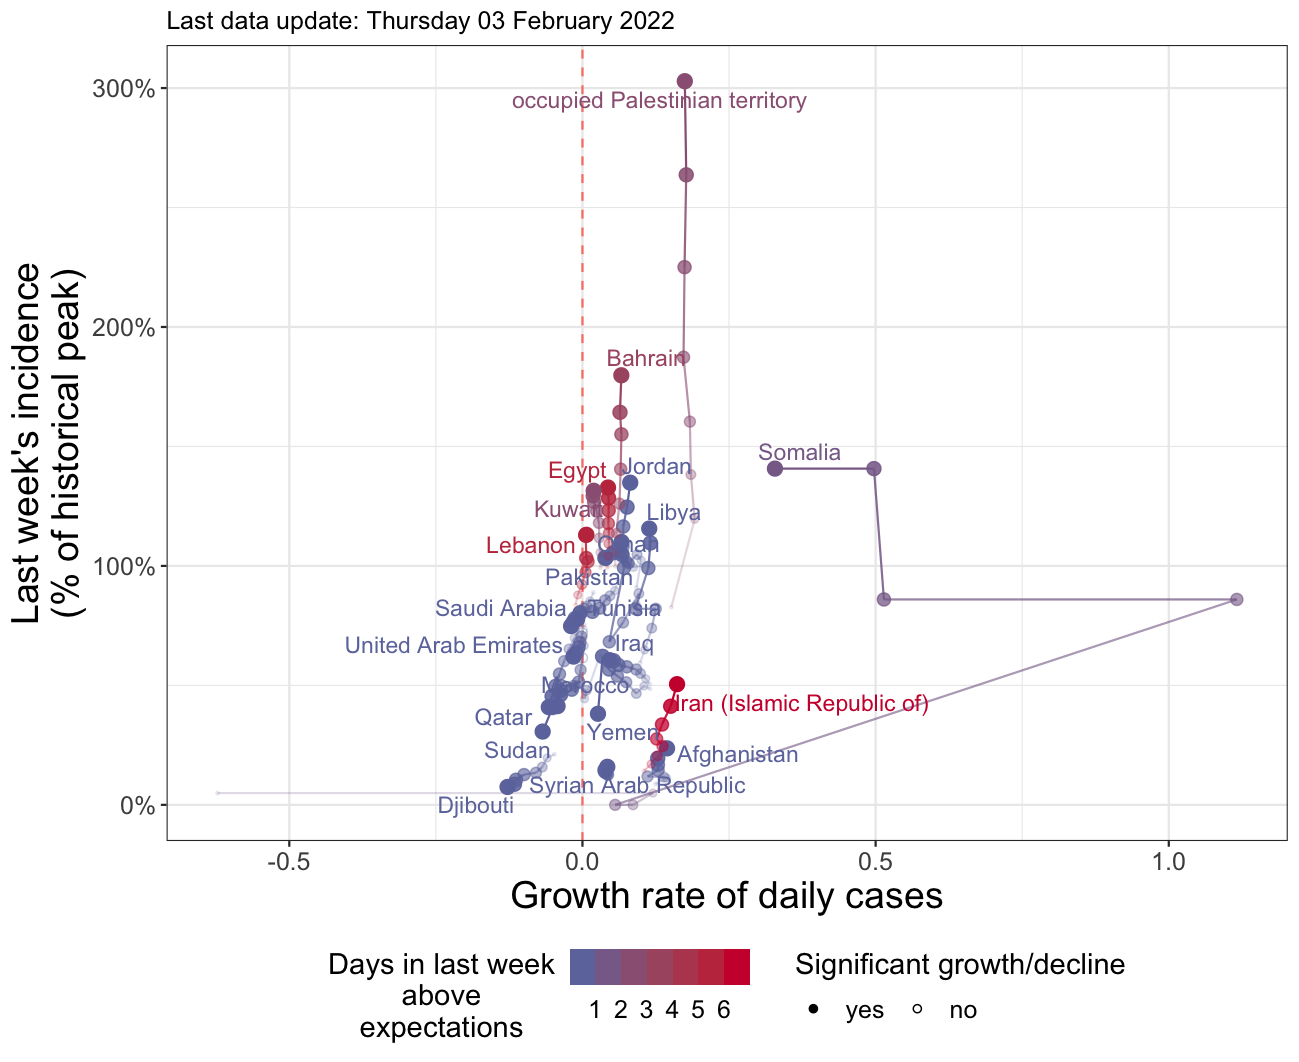 Last data update: Thursday 03 February 2022
Last week's incidence
(% of historical peak)
300%
200%
100%
0%
occupied Palestinian territory
Bahrain
Somalia
Jordan
Egypt
Kuwait
Libya
Lebanon
Oman
Pakistan
Saudi Arabia
Tunisia
United Arab Emirates
Iraq
Morocco
Iran (Islamic Republic of)
Qatar
Yemen
Sudan
Afghanistan
Syrian Arab Republic
Djibouti
-0.5
0.0
0.5
1.0
Growth rate of daily cases
Days in last week
above
expectations
1 2 3 4 5 6
Significant growth/decline
yes
no